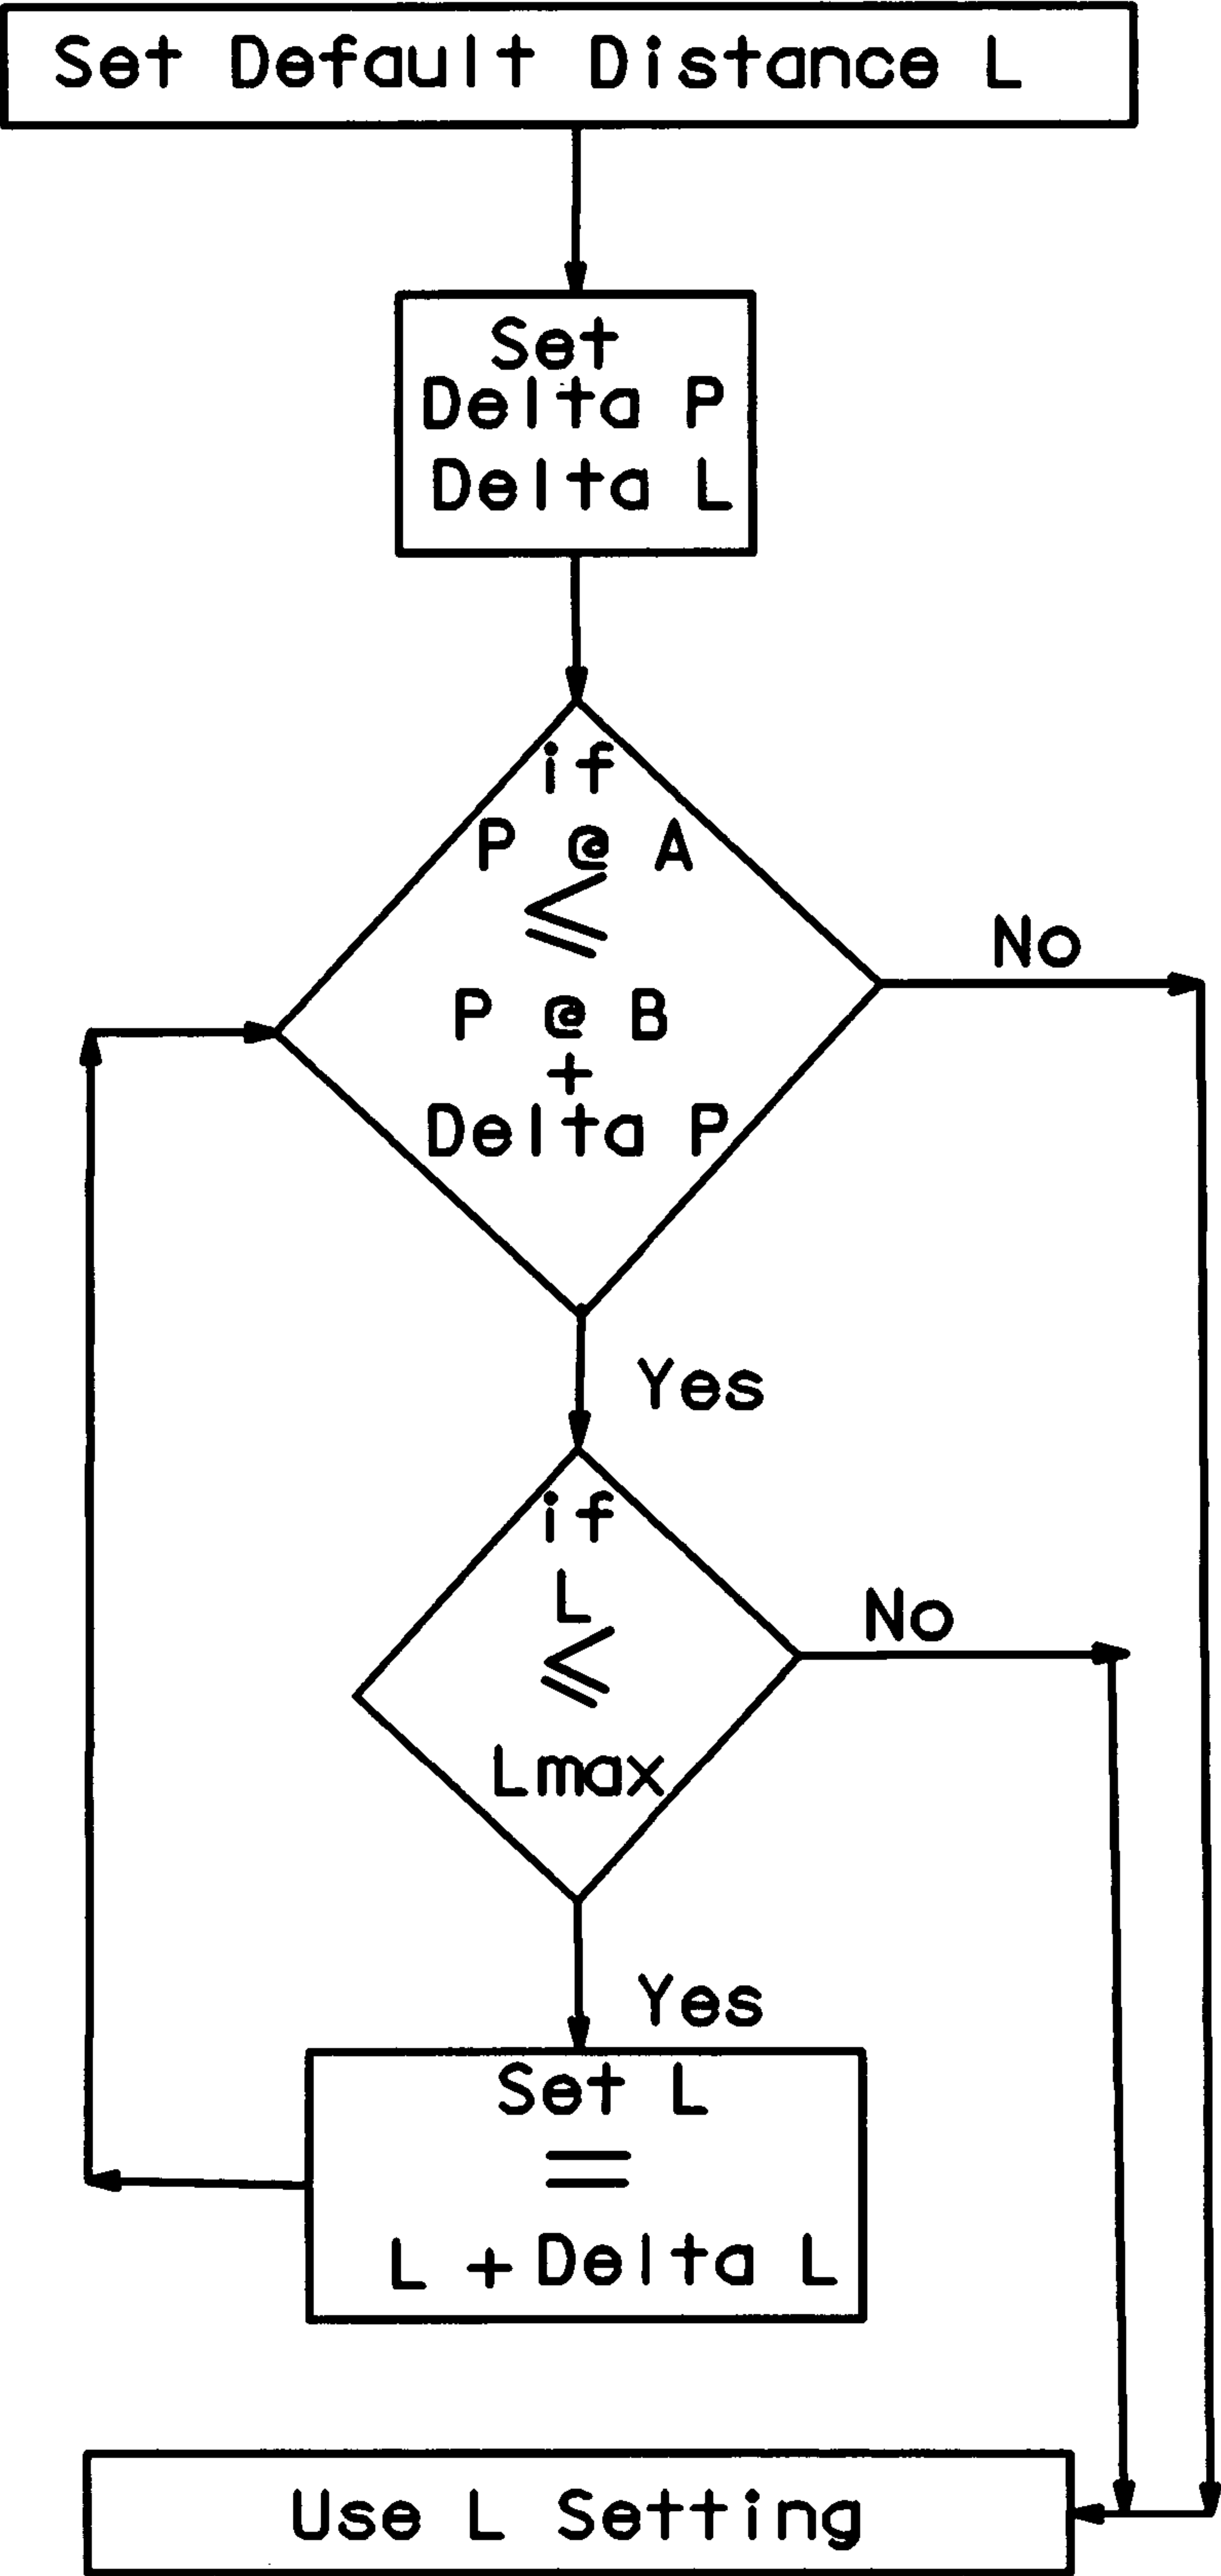 Set Default Distance L
Set
Delta P
Delta L
if
P @ A
≤
P @ B
+
Delta P
No
Yes
if
L
≤
Lmax
No
Yes
Set L
=
L + Delta L
Use L Setting